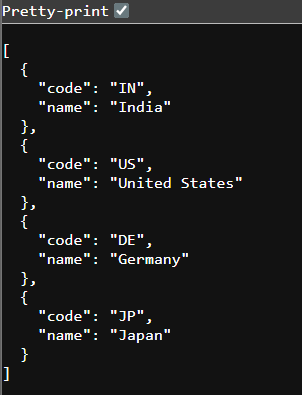 Pretty-print
[
  {
    "code": "IN",
    "name": "India"
  },
  {
    "code": "US",
    "name": "United States"
  },
  {
    "code": "DE",
    "name": "Germany"
  },
  {
    "code": "JP",
    "name": "Japan"
  }
]